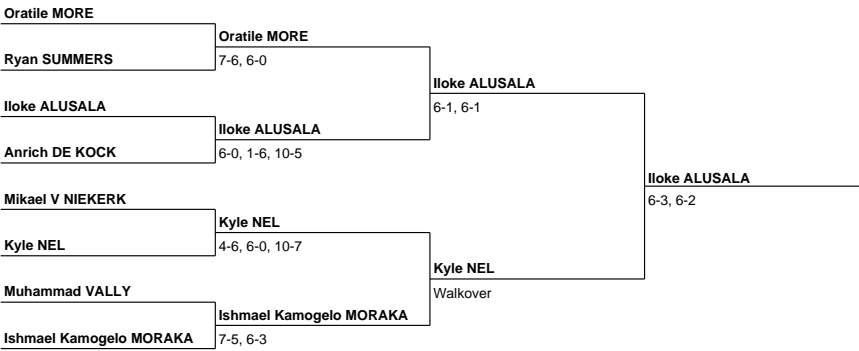 Oratile MORE
Oratile MORE
Ryan SUMMERS
7-6, 6-0
Iloke ALUSALA
Iloke ALUSALA
6-1, 6-1
Iloke ALUSALA
Anrich DE KOCK
6-0, 1-6, 10-5
Iloke ALUSALA
6-3, 6-2
Mikael V NIEKERK
Kyle NEL
Kyle NEL
4-6, 6-0, 10-7
Kyle NEL
Walkover
Muhammad VALLY
Ishmael Kamogelo MORAKA
Ishmael Kamogelo MORAKA
7-5, 6-3